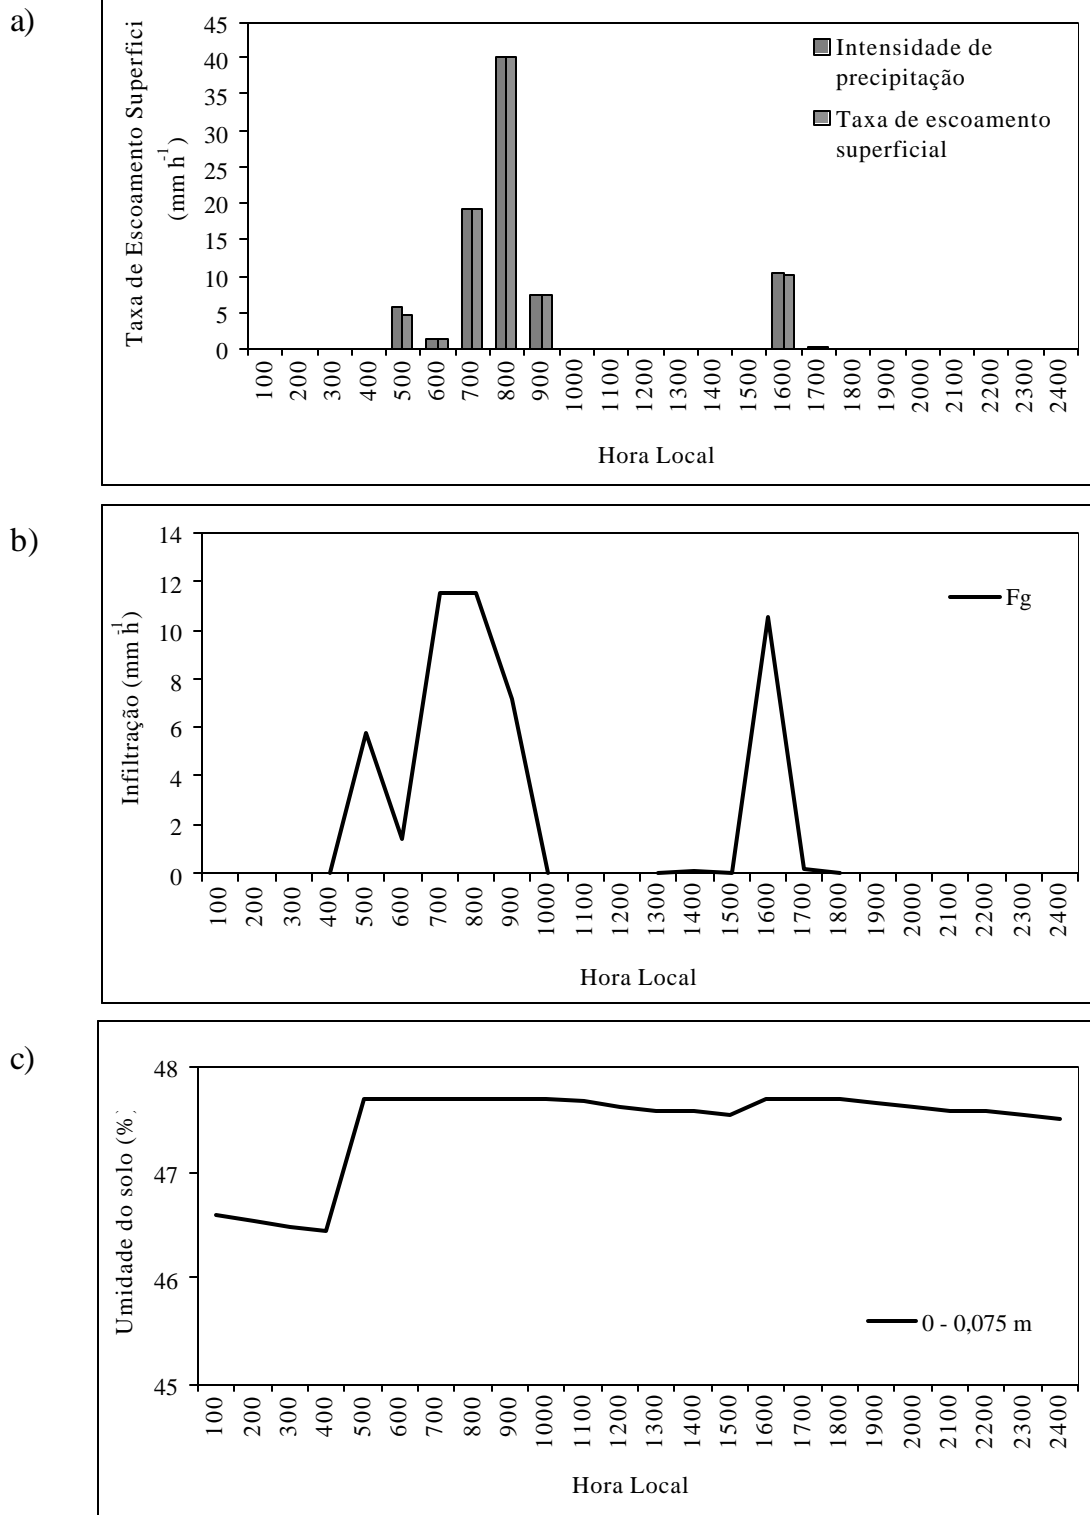 a)
Taxa de Escoamento Superfici
(mm h-1)
45
40
35
30
25
20
15
10
5
0
Intensidade de
precipitação
Taxa de escoamento
superficial
100 200 300 400 500 600 700 800 900 1000 1100 1200 1300 1400 1500 1600 1700 1800 1900 2000 2100 2200 2300 2400
Hora Local
b)
Infiltração (mm h-1)
14
12
10
8
6
4
2
0
Fg
100 200 300 400 500 600 700 800 900 1000 1100 1200 1300 1400 1500 1600 1700 1800 1900 2000 2100 2200 2300 2400
Hora Local
c)
Umidade do solo (%)
48
47
46
45
0 - 0,075 m
100 200 300 400 500 600 700 800 900 1000 1100 1200 1300 1400 1500 1600 1700 1800 1900 2000 2100 2200 2300 2400
Hora Local